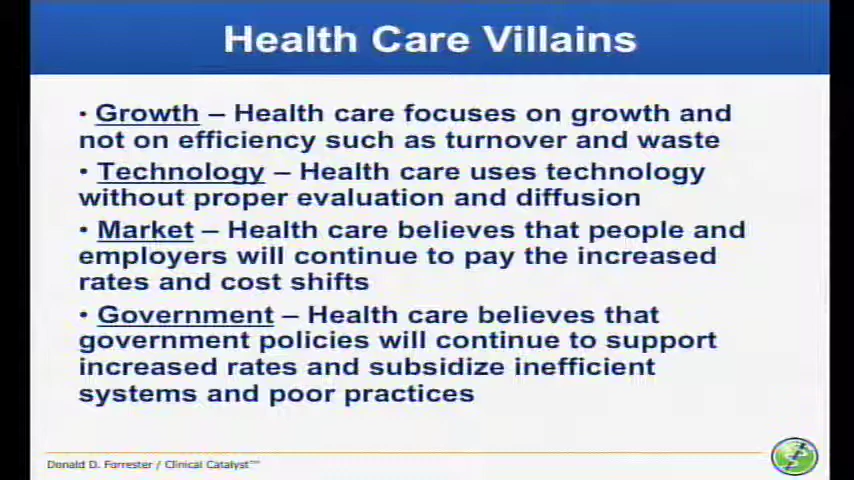 Health Care Villains
• Growth – Health care focuses on growth and
not on efficiency such as turnover and waste
• Technology – Health care uses technology
without proper evaluation and diffusion
• Market – Health care believes that people and
employers will continue to pay the increased
rates and cost shifts
• Government – Health care believes that
government policies will continue to support
increased rates and subsidize inefficient
systems and poor practices
Donald D. Forrester / Clinical Catalyst™